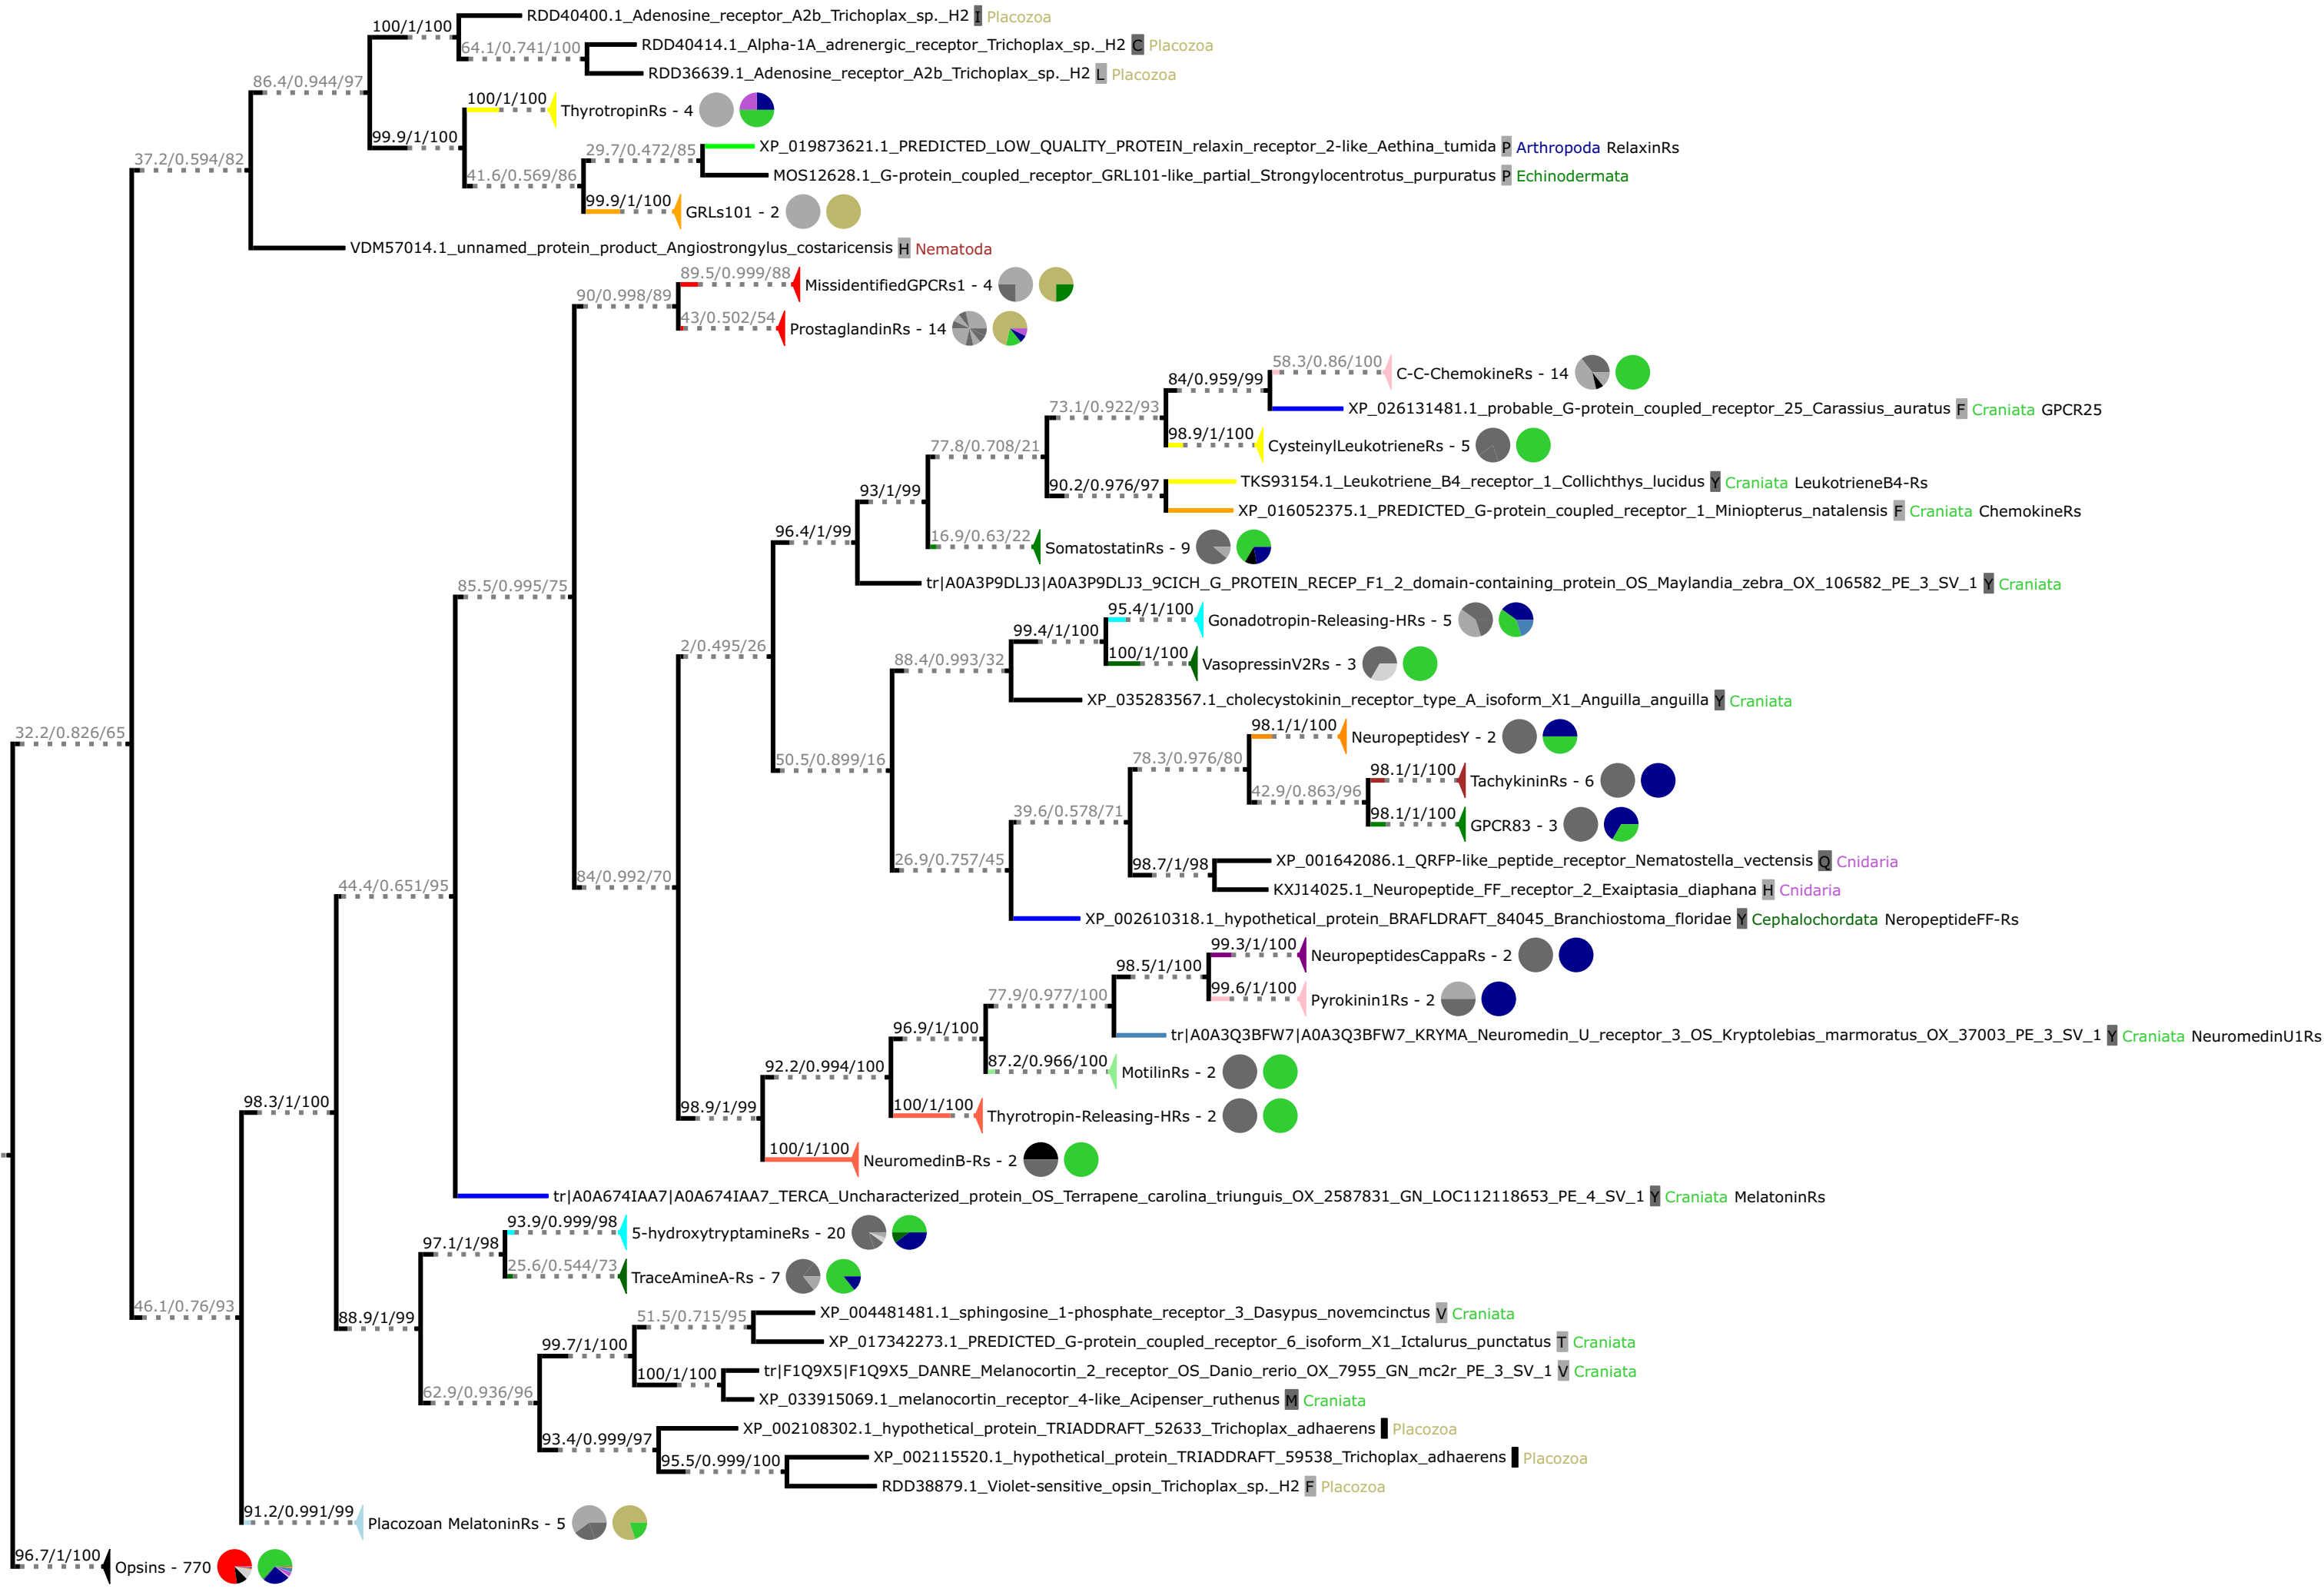 100/1/100
RDD40400.1_Adenosine_receptor_A2b_Trichoplax_sp._H2 I Placozoa
64.1/0.741/100
RDD40414.1_Alpha-1A_adrenergic_receptor_Trichoplax_sp._H2 C Placozoa
RDD36639.1_Adenosine_receptor_A2b_Trichoplax_sp._H2 L Placozoa
86.4/0.944/97
100/1/100
ThyrotropinRs - 4
99.9/1/100
XP_019873621.1_PREDICTED_LOW_QUALITY_PROTEIN_relaxin_receptor_2-like_Aethina_tumida P Arthropoda RelaxinRs
29.7/0.472/85
37.2/0.594/82
MOS12628.1_G-protein_coupled_receptor_GRL101-like_partial_Strongylocentrotus_purpuratus P Echinodermata
41.6/0.569/86
99.9/1/100
GRLs101 - 2
VDM57014.1_unnamed_protein_product_Angiostrongylus_costaricensis H Nematoda
89.5/0.999/88
MissidentifiedGPCRs1 - 4
90/0.998/89
43/0.502/54
ProstaglandinRs - 14
58.3/0.86/100
C-C-ChemokineRs - 14
84/0.959/99
XP_026131481.1_probable_G-protein_coupled_receptor_25_Carassius_auratus F Craniata GPCR25
73.1/0.922/93
98.9/1/100
CysteinylLeukotrieneRs - 5
77.8/0.708/21
TKS93154.1_Leukotriene_B4_receptor_1_Collichthys_lucidus Y Craniata LeukotrieneB4-Rs
90.2/0.976/97
93/1/99
XP_016052375.1_PREDICTED_G-protein_coupled_receptor_1_Miniopterus_natalensis F Craniata ChemokineRs
96.4/1/99
16.9/0.63/22
SomatostatinRs - 9
tr|A0A3P9DLJ3|A0A3P9DLJ3_9CICH_G_PROTEIN_RECEP_F1_2_domain-containing_protein_OS_Maylandia_zebra_OX_106582_PE_3_SV_1 Y Craniata
85.5/0.995/75
95.4/1/100
Gonadotropin-Releasing-HRs - 5
99.4/1/100
2/0.495/26
100/1/100
VasopressinV2Rs - 3
88.4/0.993/32
XP_035283567.1_cholecystokinin_receptor_type_A_isoform_X1_Anguilla_anguilla Y Craniata
98.1/1/100
NeuropeptidesY - 2
32.2/0.826/65
50.5/0.899/16
78.3/0.976/80
98.1/1/100
TachykininRs - 6
42.9/0.863/96
39.6/0.578/71
98.1/1/100
GPCR83 - 3
26.9/0.757/45
98.7/1/98
XP_001642086.1_QRFP-like_peptide_receptor_Nematostella_vectensis Q Cnidaria
84/0.992/70
44.4/0.651/95
KXJ14025.1_Neuropeptide_FF_receptor_2_Exaiptasia_diaphana H Cnidaria
XP_002610318.1_hypothetical_protein_BRAFLDRAFT_84045_Branchiostoma_floridae Y Cephalochordata NeropeptideFF-Rs
99.3/1/100
NeuropeptidesCappaRs - 2
98.5/1/100
99.6/1/100
Pyrokinin1Rs - 2
77.9/0.977/100
96.9/1/100
tr|A0A3Q3BFW7|A0A3Q3BFW7_KRYMA_Neuromedin_U_receptor_3_OS_Kryptolebias_marmoratus_OX_37003_PE_3_SV_1 Y Craniata NeuromedinU1Rs
87.2/0.966/100
MotilinRs - 2
92.2/0.994/100
98.3/1/100
98.9/1/99
100/1/100
Thyrotropin-Releasing-HRs - 2
100/1/100
NeuromedinB-Rs - 2
tr|A0A674IAA7|A0A674IAA7_TERCA_Uncharacterized_protein_OS_Terrapene_carolina_triunguis_OX_2587831_GN_LOC112118653_PE_4_SV_1 Y Craniata MelatoninRs
93.9/0.999/98
5-hydroxytryptamineRs - 20
97.1/1/98
25.6/0.544/73
TraceAmineA-Rs - 7
46.1/0.76/93
88.9/1/99
51.5/0.715/95
XP_004481481.1_sphingosine_1-phosphate_receptor_3_Dasypus_novemcinctus V Craniata
99.7/1/100
XP_017342273.1_PREDICTED_G-protein_coupled_receptor_6_isoform_X1_Ictalurus_punctatus T Craniata
100/1/100
tr|F1Q9X5|F1Q9X5_DANRE_Melanocortin_2_receptor_OS_Danio_rerio_OX_7955_GN_mc2r_PE_3_SV_1 V Craniata
62.9/0.936/96
XP_033915069.1_melanocortin_receptor_4-like_Acipenser_ruthenus M Craniata
XP_002108302.1_hypothetical_protein_TRIADDRAFT_52633_Trichoplax_adhaerens Placozoa
93.4/0.999/97
95.5/0.999/100
XP_002115520.1_hypothetical_protein_TRIADDRAFT_59538_Trichoplax_adhaerens Placozoa
RDD38879.1_Violet-sensitive_opsin_Trichoplax_sp._H2 F Placozoa
91.2/0.991/99
Placozoan MelatoninRs - 5
96.7/1/100
Opsins - 770